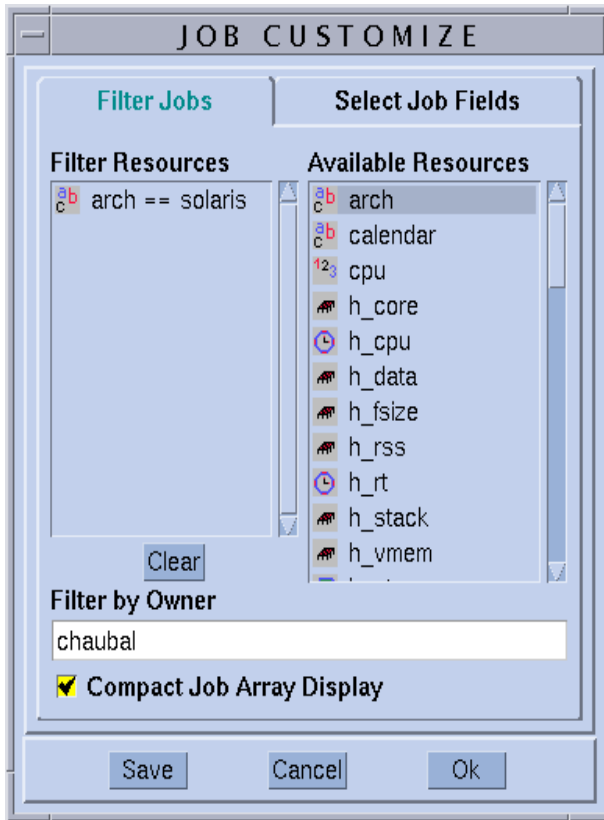 JOB CUSTOMIZE
Filter Jobs
Select Job Fields
Filter Resources
arch == solaris
Available Resources
arch
calendar
cpu
h_core
h_cpu
h_data
h_fsize
h_rss
h_rt
h_stack
h_vmem
Clear
Filter by Owner
chaubal
Compact Job Array Display
Save
Cancel
Ok